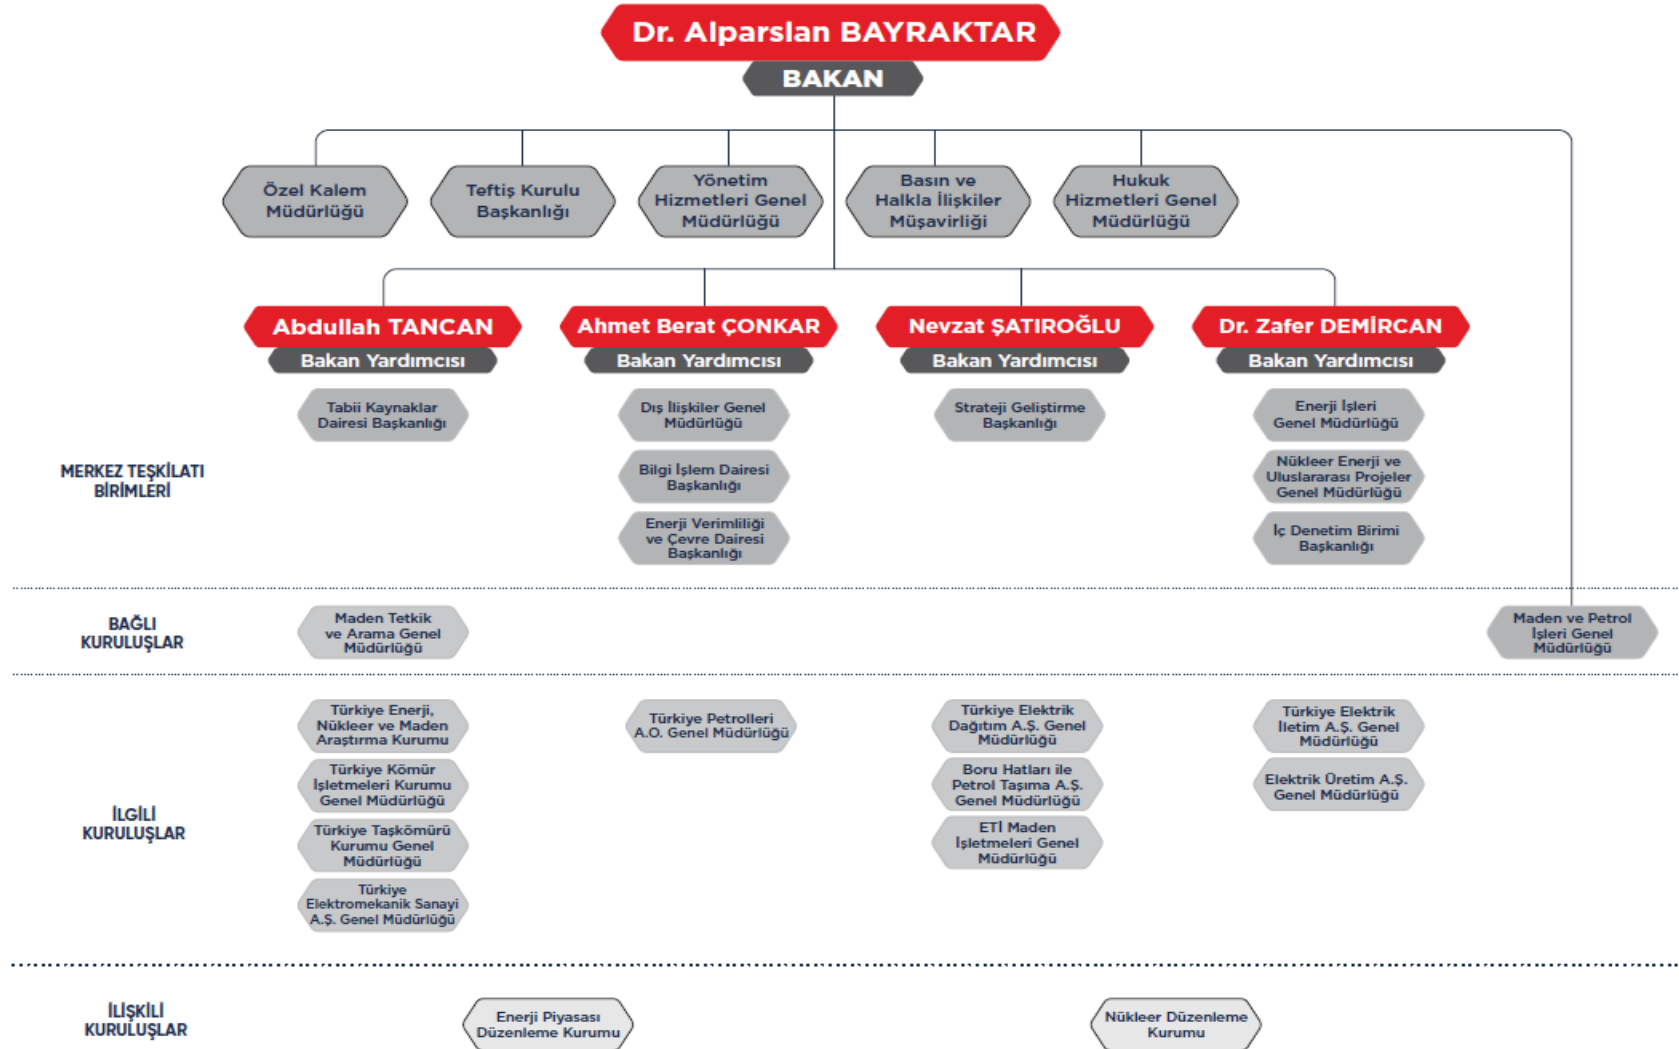 Dr. Alparslan BAYRAKTAR
BAKAN
Özel Kalem
Müdürlüğü
Teftiş Kurulu
Başkanlığı
Yönetim
Hizmetleri Genel
Müdürlüğü
Basın ve
Halkla İlişkiler
Müşavirliği
Hukuk
Hizmetleri Genel
Müdürlüğü
Abdullah TANCAN
Bakan Yardımcısı
Ahmet Berat ÇONKAR
Bakan Yardımcısı
Nevzat ŞATIROĞLU
Bakan Yardımcısı
Dr. Zafer DEMİRCAN
Bakan Yardımcısı
MERKEZ TEŞKİLATI
BİRİMLERİ
Tabii Kaynaklar
Dairesi Başkanlığı
Dış İlişkiler Genel
Müdürlüğü
Bilgi İşlem Dairesi
Başkanlığı
Enerji Verimliliği
ve Çevre Dairesi
Başkanlığı
Strateji Geliştirme
Başkanlığı
Enerji İşleri
Genel Müdürlüğü
Nükleer Enerji ve
Uluslararası Projeler
Genel Müdürlüğü
İç Denetim Birimi
Başkanlığı
BAĞLI
KURULUŞLAR
Maden Tetkik
ve Arama Genel
Müdürlüğü
Maden ve Petrol
İşleri Genel
Müdürlüğü
İLGİLİ
KURULUŞLAR
Türkiye Enerji,
Nükleer ve Maden
Araştırma Kurumu
Türkiye Kömür
İşletmeleri Kurumu
Genel Müdürlüğü
Türkiye Taşkömürü
Kurumu Genel
Müdürlüğü
Türkiye
Elektromekanik Sanayi
A.Ş. Genel Müdürlüğü
Türkiye Petrolleri
A.O. Genel Müdürlüğü
Türkiye Elektrik
Dağıtım A.Ş. Genel
Müdürlüğü
Boru Hatları ile
Petrol Taşıma A.Ş.
Genel Müdürlüğü
ETİ Maden
İşletmeleri Genel
Müdürlüğü
Türkiye Elektrik
İletim A.Ş. Genel
Müdürlüğü
Elektrik Üretim A.Ş.
Genel Müdürlüğü
İLİŞKİLİ
KURULUŞLAR
Enerji Piyasası
Düzenleme Kurumu
Nükleer Düzenleme
Kurumu